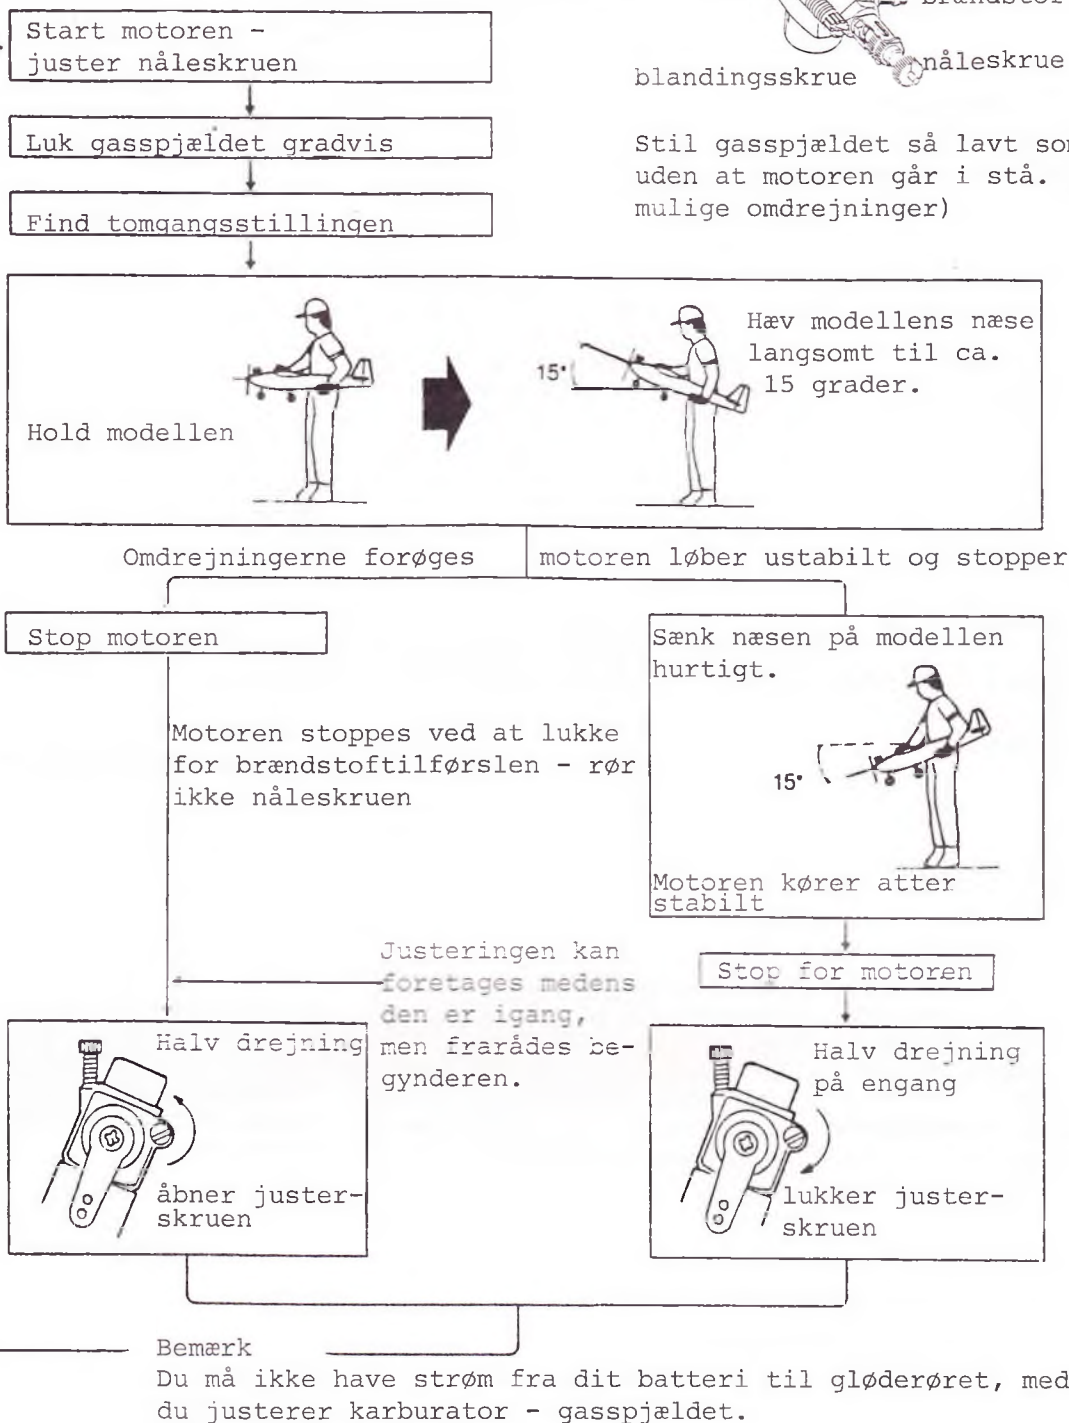 Start motoren -
juster nåleskruen
Luk gasspjældet gradvis
Find tomgangsstillingen
blandingsskrue
nåleskrue
Stil gasspjældet så lavt som
uden at motoren går i stå.
mulige omdrejninger)
Hold modellen
15°
Hæv modellens næse
langsomt til ca.
15 grader.
Omdrejningerne forøges
motoren løber ustabilt og stopper
Stop motoren
Motoren stoppes ved at lukke
for brændstoftilførslen - rør
ikke nåleskruen
Sænk næsen på modellen
hurtigt.
15°
Motoren kører atter
stabilt
Stop for motoren
Justeringen kan
foretages medens
den er igang,
men frarådes be-
gynderen.
Halv drejning
åbner juster-
skruen
Halv drejning
på engang
lukker juster-
skruen
Bemærk
Du må ikke have strøm fra dit batteri til gløderøret, med
du justerer karburator - gasspjældet.